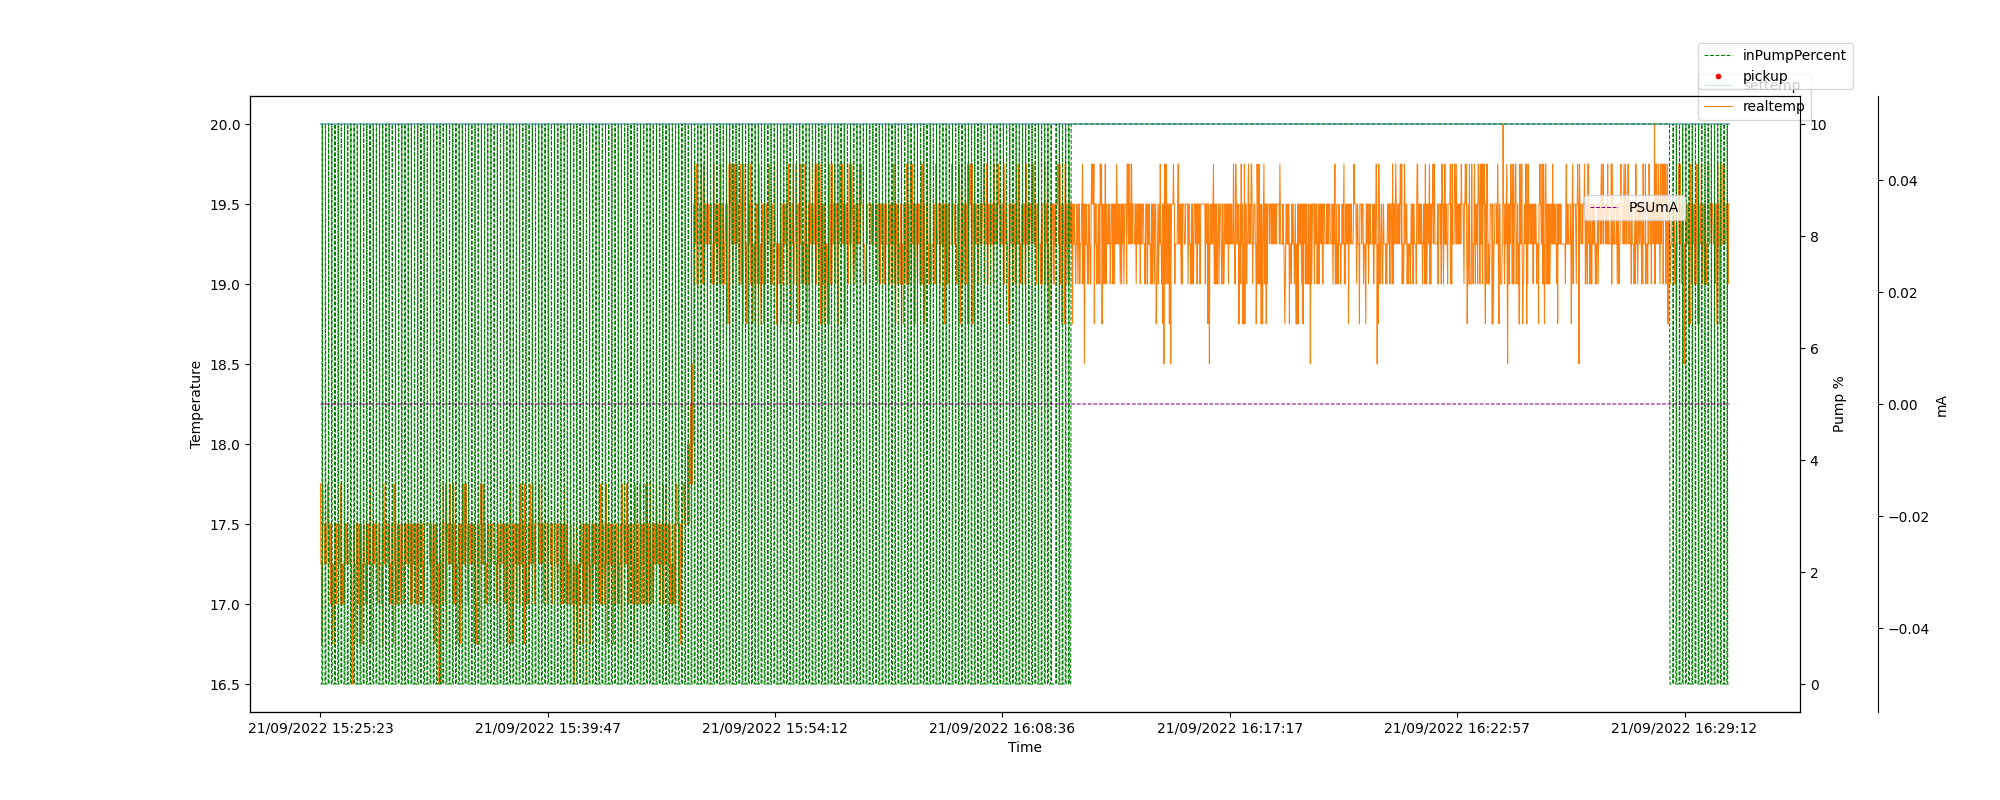 inPumpPercent
pickup
settemp
realtemp
PSUmA
20.0
19.5
19.0
18.5
18.0
17.5
17.0
16.5
Temperature
10
8
6
4
2
0
Pump %
0.04
0.02
0.00
−0.02
−0.04
mA
21/09/2022 15:25:23
21/09/2022 15:39:47
21/09/2022 15:54:12
21/09/2022 16:08:36
21/09/2022 16:17:17
21/09/2022 16:22:57
21/09/2022 16:29:12
Time